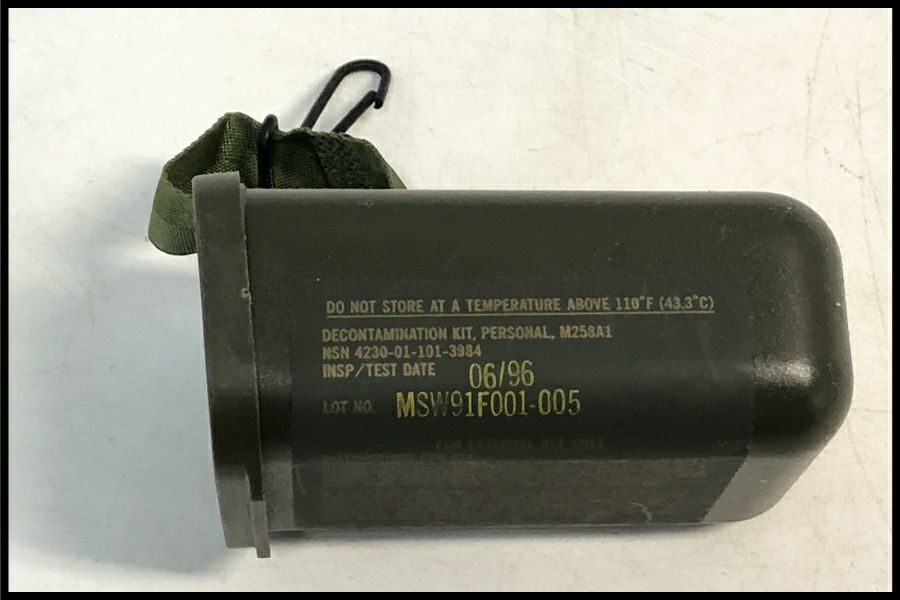 DO NOT STORE AT A TEMPERATURE ABOVE 110°F (43.3°C)
DECONTAMINATION KIT, PERSONAL, M258A1
NSN 4230-01-101-3984
INSP/TEST DATE 06/96
LOT NO. MSW91F001-005
FOR EXTERNAL USE ONLY